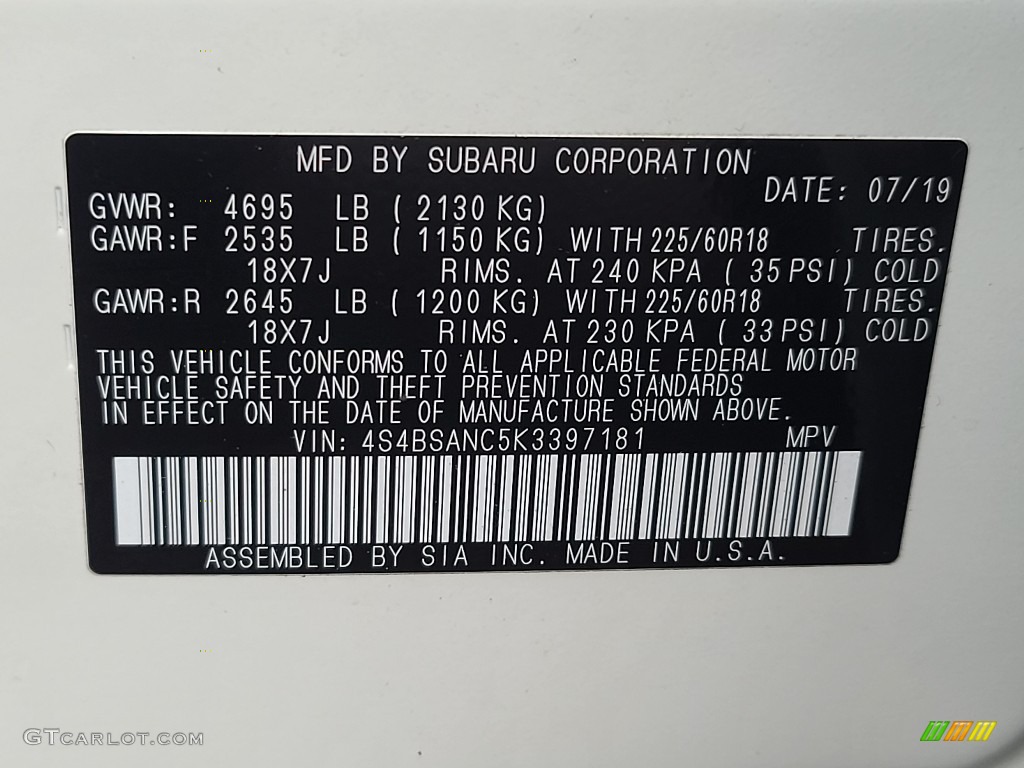 MFD BY SUBARU CORPORATION
DATE: 07/19
GVWR: 4695 LB ( 2130 KG)
GAWR:F 2535 LB ( 1150 KG) WITH 225/60R18 TIRES.
18X7J RIMS. AT 240 KPA ( 35 PSI) COLD
GAWR:R 2645 LB ( 1200 KG) WITH 225/60R18 TIRES.
18X7J RIMS. AT 230 KPA ( 33 PSI) COLD
THIS VEHICLE CONFORMS TO ALL APPLICABLE FEDERAL MOTOR
VEHICLE SAFETY AND THEFT PREVENTION STANDARDS
IN EFFECT ON THE DATE OF MANUFACTURE SHOWN ABOVE.
VIN: 4S4BSANC5K3397181 MPV
ASSEMBLED BY SIA INC. MADE IN U.S.A.
GTCARLOT.COM